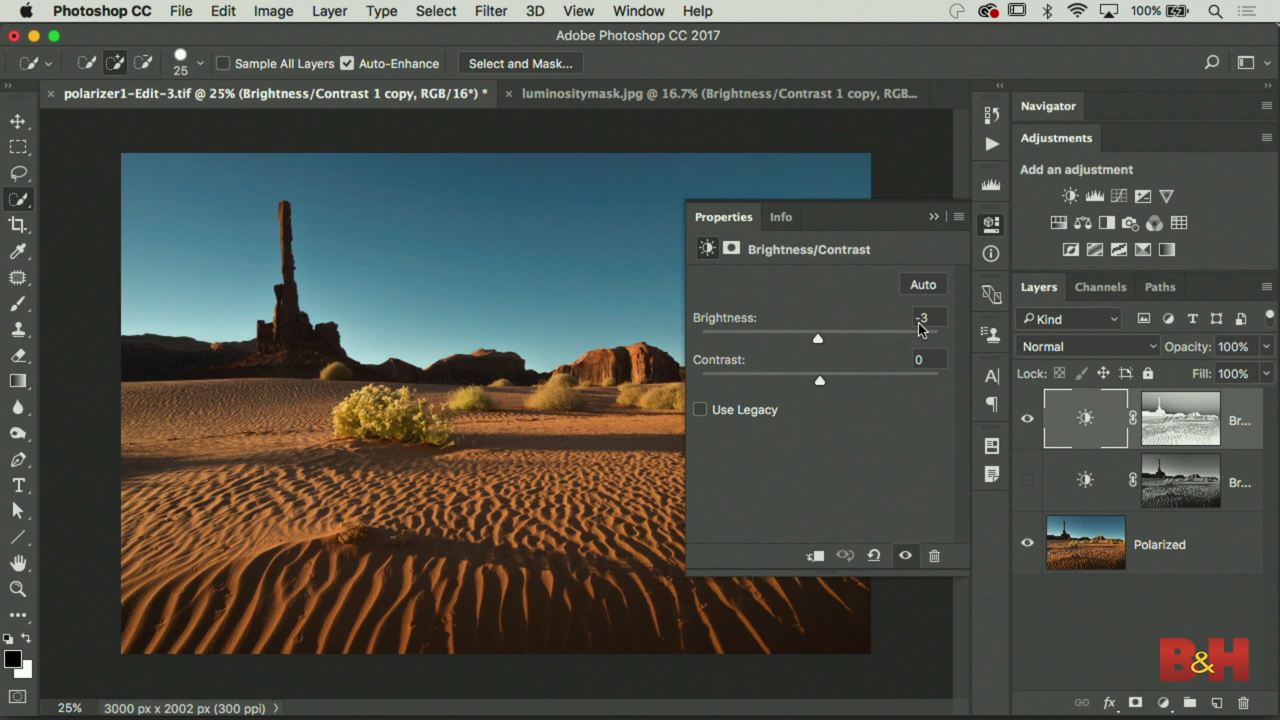 Photoshop CC File Edit Image Layer Type Select Filter 3D View Window Help 100%
Adobe Photoshop CC 2017
25 Sample All Layers Auto-Enhance Select and Mask...
× polarizer1-Edit-3.tif @ 25% (Brightness/Contrast 1 copy, RGB/16*) * × luminositymask.jpg @ 16.7% (Brightness/Contrast 1 copy, RGB...
Navigator
Adjustments
Add an adjustment
Properties Info
Brightness/Contrast
Auto
Brightness: -3
Contrast: 0
Use Legacy
Layers Channels Paths
Kind
Normal Opacity: 100%
Lock: Fill: 100%
Br...
Br...
Polarized
B&H
25% 3000 px x 2002 px (300 ppi)
fx